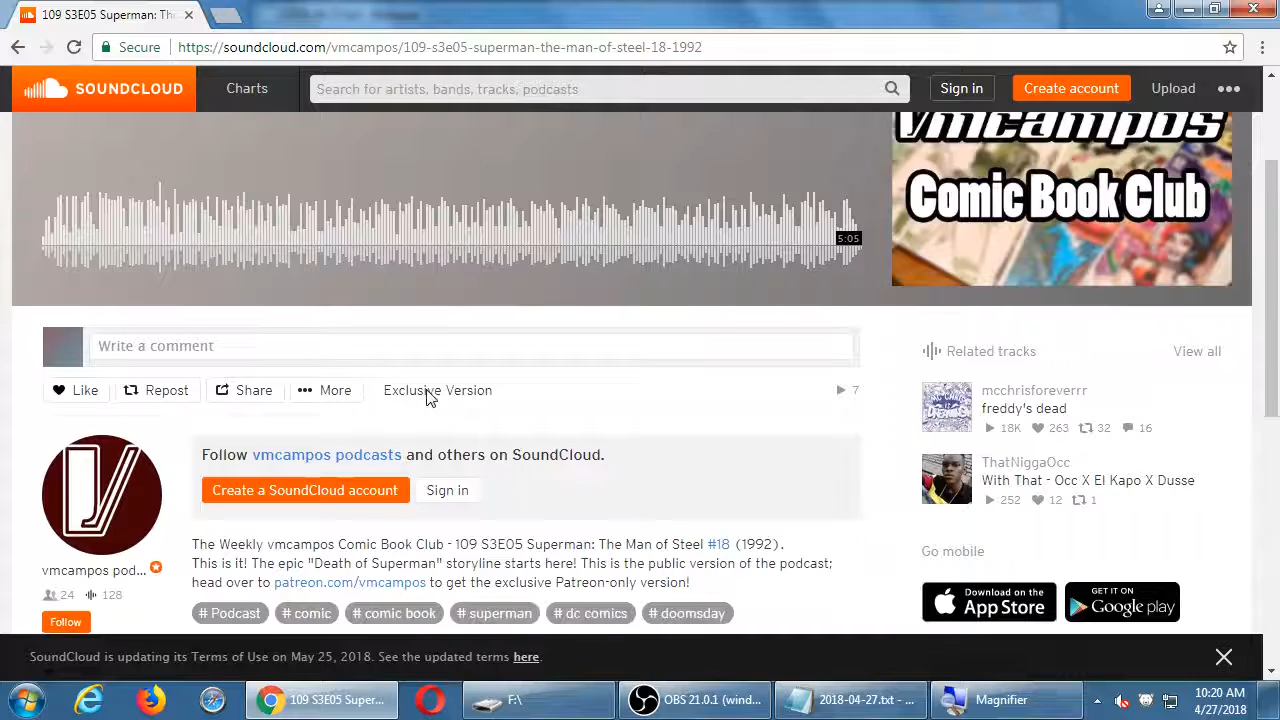 109 S3E05 Superman: The
Secure
https://soundcloud.com/vmcampos/109-s3e05-superman-the-man-of-steel-18-1992
SOUNDCLOUD
Charts
Search for artists, bands, tracks, podcasts
Sign in
Create account
Upload
vmcampos
Comic Book Club
5:05
Write a comment
Like
Repost
Share
More
Exclusive Version
7
Related tracks
View all
mcchrisforeverrr
freddy's dead
18K 263 32 16
ThatNiggaOcc
With That - Occ X El Kapo X Dusse
252 12 1
Follow vmcampos podcasts and others on SoundCloud.
Create a SoundCloud account
Sign in
vmcampos pod...
24 128
Follow
The Weekly vmcampos Comic Book Club - 109 S3E05 Superman: The Man of Steel #18 (1992).
This is it! The epic "Death of Superman" storyline starts here! This is the public version of the podcast;
head over to patreon.com/vmcampos to get the exclusive Patreon-only version!
# Podcast
# comic
# comic book
# superman
# dc comics
# doomsday
Go mobile
Download on the
App Store
GET IT ON
Google play
SoundCloud is updating its Terms of Use on May 25, 2018. See the updated terms here.
109 S3E05 Super...
F:\
OBS 21.0.1 (wind...
2018-04-27.txt - ...
Magnifier
10:20 AM
4/27/2018